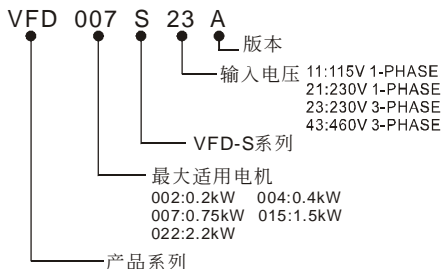 VFD 007 S 23 A
版本
输入电压 11:115V 1-PHASE
21:230V 1-PHASE
23:230V 3-PHASE
43:460V 3-PHASE
VFD-S系列
最大适用电机
002:0.2kW 004:0.4kW
007:0.75kW 015:1.5kW
022:2.2kW
产品系列